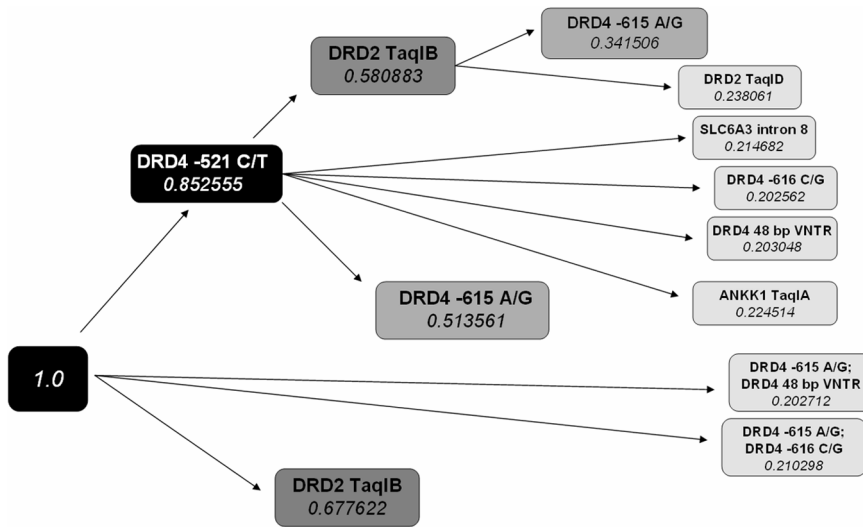 DRD4 -615 A/G
0.341506
DRD2 TaqIB
0.580883
DRD2 TaqID
0.238061
SLC6A3 intron 8
0.214682
DRD4 -521 C/T
0.852555
DRD4 -616 C/G
0.202562
DRD4 48 bp VNTR
0.203048
ANKK1 TaqIA
0.224514
DRD4 -615 A/G
0.513561
1.0
DRD4 -615 A/G;
DRD4 48 bp VNTR
0.202712
DRD4 -615 A/G;
DRD4 -616 C/G
0.210298
DRD2 TaqIB
0.677622